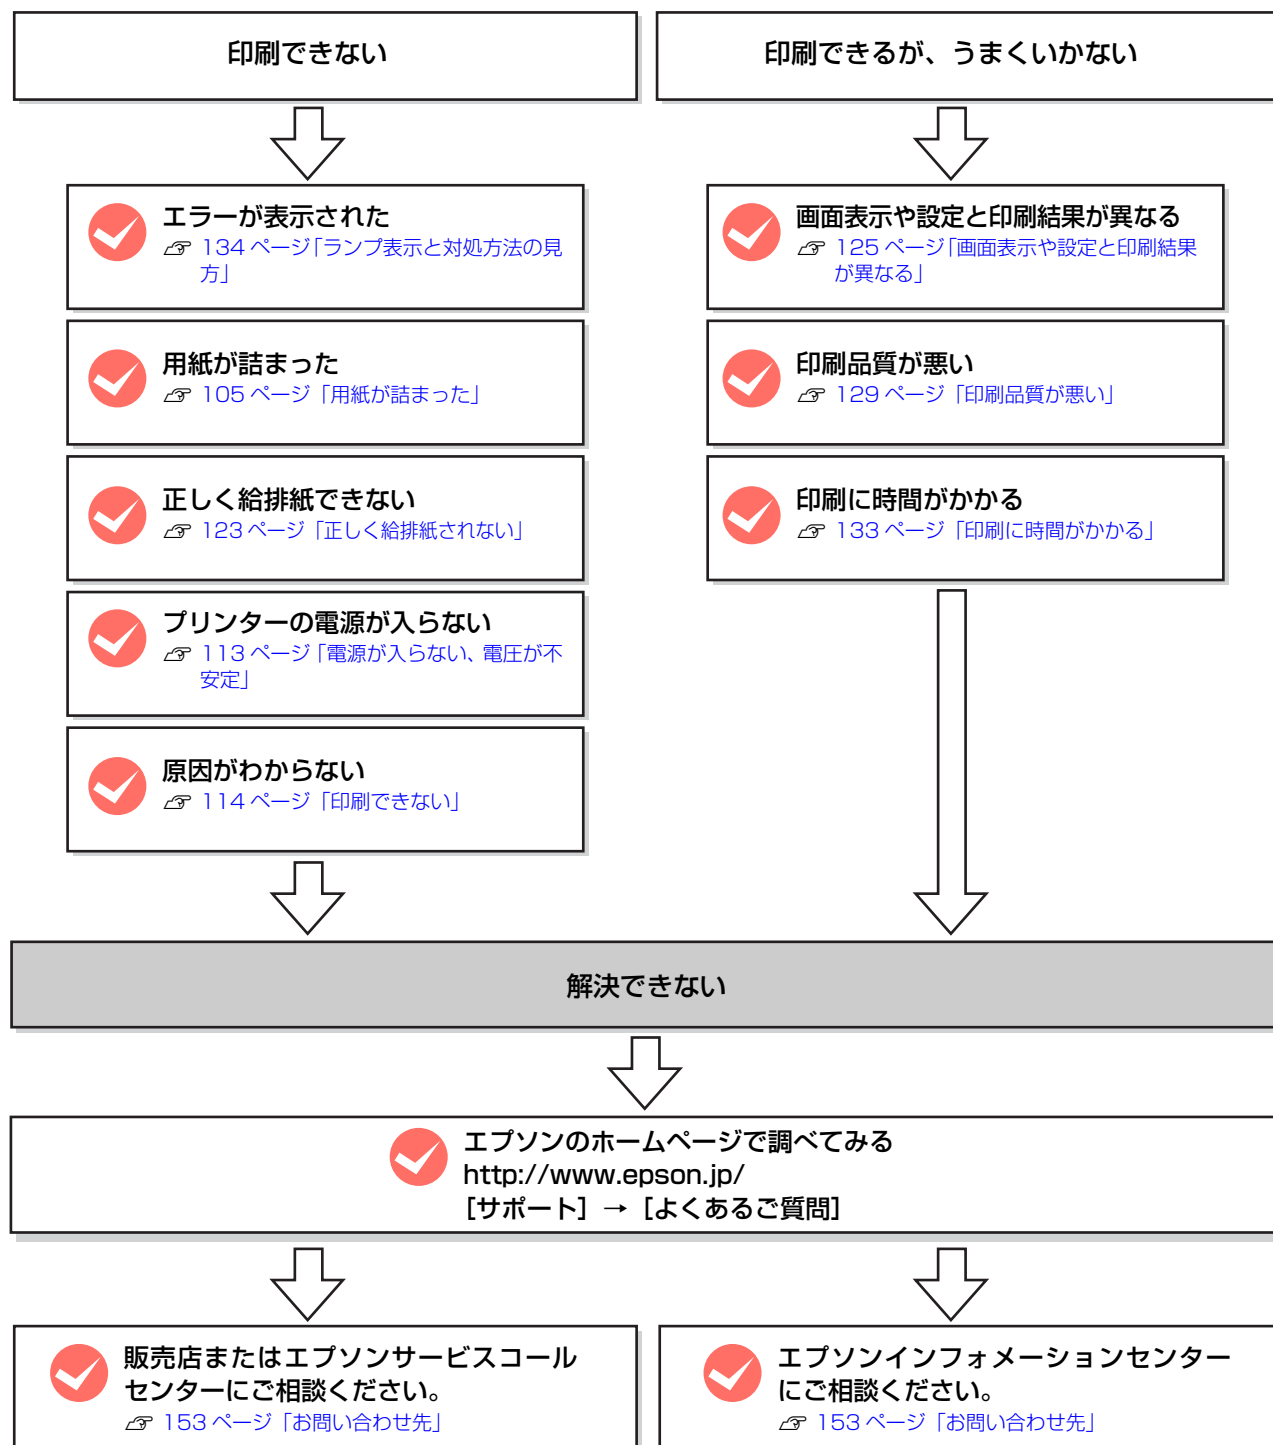 印刷できない
印刷できるが、うまくいかない
エラーが表示された
134 ページ「ランプ表示と対処方法の見
方」
用紙が詰まった
105 ページ「用紙が詰まった」
正しく給排紙できない
123 ページ「正しく給排紙されない」
プリンターの電源が入らない
113 ページ「電源が入らない、電圧が不
安定」
原因がわからない
114 ページ「印刷できない」
画面表示や設定と印刷結果が異なる
125 ページ「画面表示や設定と印刷結果
が異なる」
印刷品質が悪い
129 ページ「印刷品質が悪い」
印刷に時間がかかる
133 ページ「印刷に時間がかかる」
解決できない
エプソンのホームページで調べてみる
http://www.epson.jp/
［サポート］→［よくあるご質問］
販売店またはエプソンサービスコール
センターにご相談ください。
153 ページ「お問い合わせ先」
エプソンインフォメーションセンター
にご相談ください。
153 ページ「お問い合わせ先」